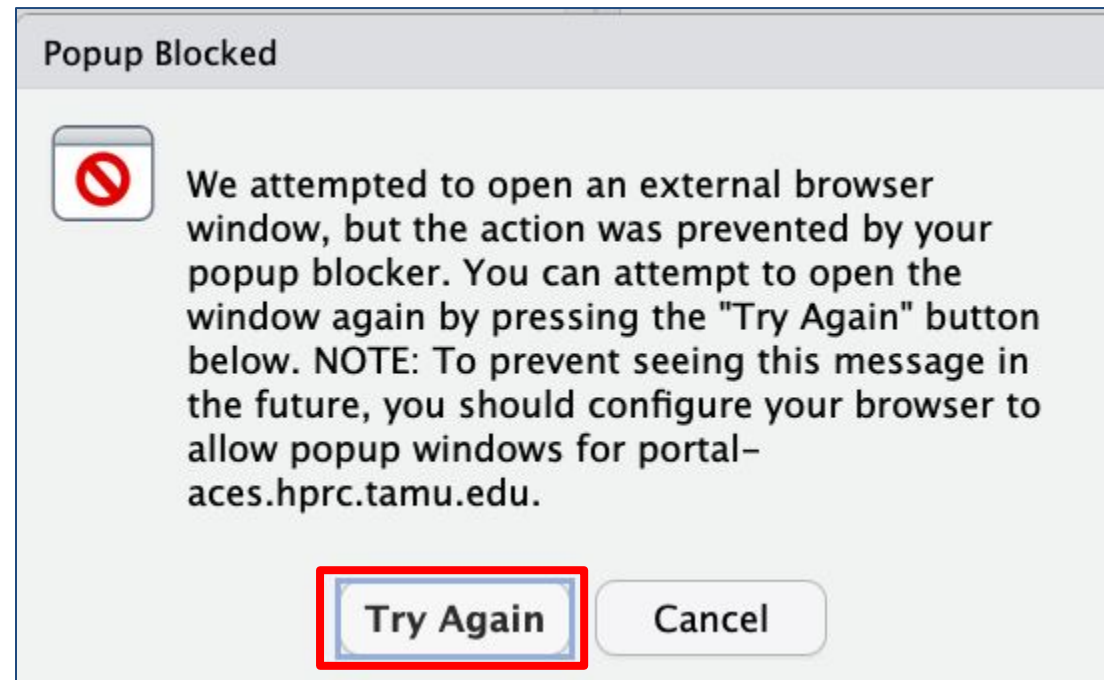 Popup Blocked
We attempted to open an external browser
window, but the action was prevented by your
popup blocker. You can attempt to open the
window again by pressing the "Try Again" button
below. NOTE: To prevent seeing this message in
the future, you should configure your browser to
allow popup windows for portal-
aces.hprc.tamu.edu.
Try Again Cancel